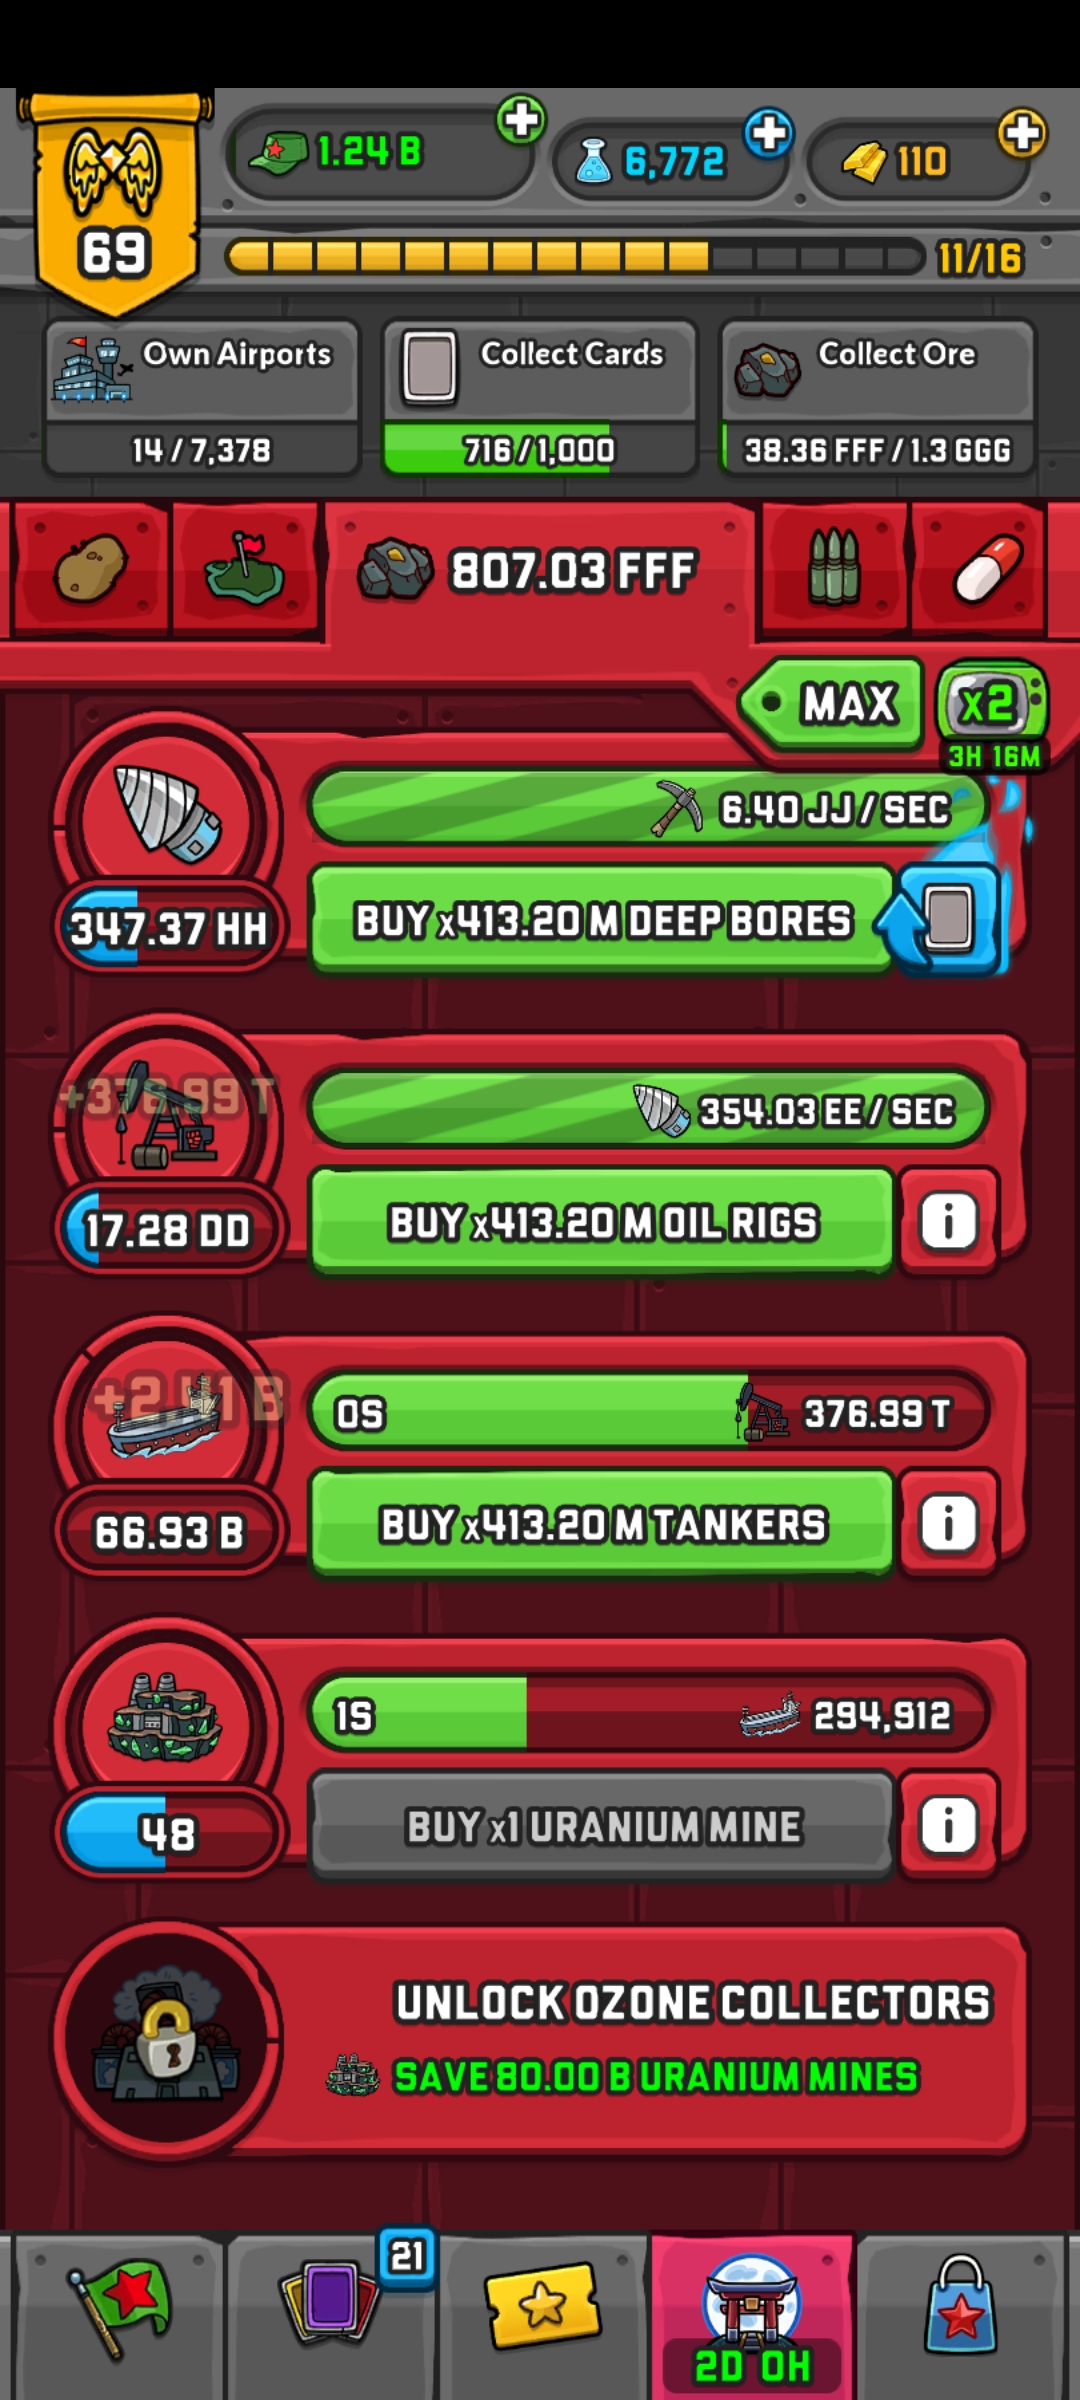 69
1.24 B
6,772
110
11/16
Own Airports
14 / 7,378
Collect Cards
716 / 1,000
Collect Ore
38.36 FFF / 1.3 GGG
807.03 FFF
MAX
x2
3H 16M
6.40 JJ / SEC
347.37 HH
BUY x413.20 M DEEP BORES
+376.99 T
354.03 EE / SEC
17.28 DD
BUY x413.20 M OIL RIGS
i
+2.41 B
0S
376.99 T
66.93 B
BUY x413.20 M TANKERS
i
1S
294,912
48
BUY x1 URANIUM MINE
i
UNLOCK OZONE COLLECTORS
SAVE 80.00 B URANIUM MINES
21
2D 0H